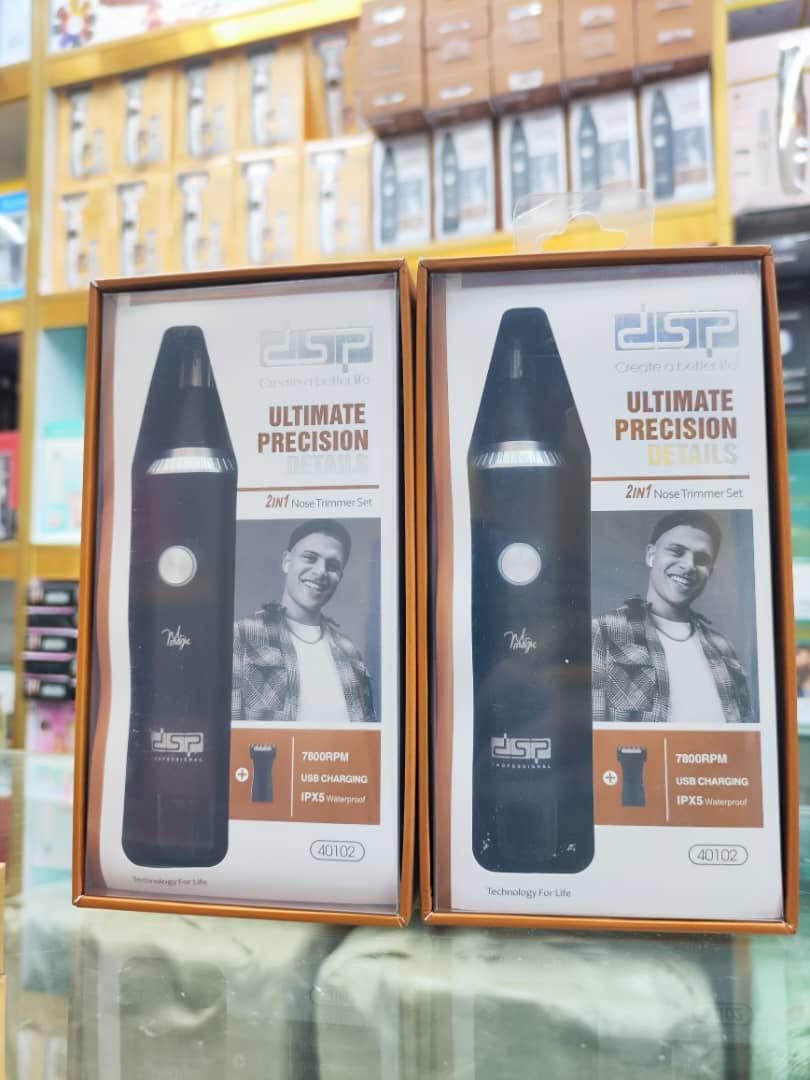 dsp
Create a better life
ULTIMATE
PRECISION
DETAILS
2IN1 Nose Trimmer Set
Magic
dsp
PROFESSIONAL
7800RPM
USB CHARGING
IPX5 Waterproof
40102
Technology For Life
dsp
Create a better life
ULTIMATE
PRECISION
DETAILS
2IN1 Nose Trimmer Set
Magic
dsp
PROFESSIONAL
7800RPM
USB CHARGING
IPX5 Waterproof
40102
Technology For Life